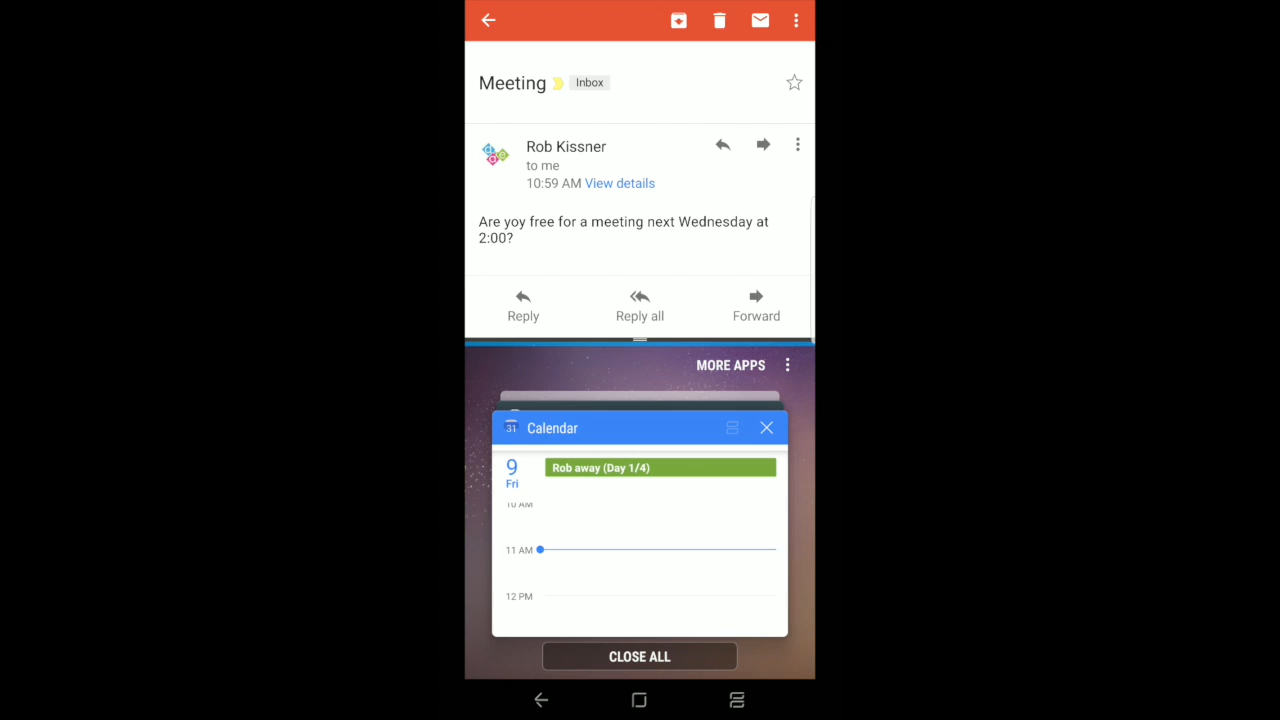 Meeting Inbox
Rob Kissner
to me
10:59 AM View details
Are yoy free for a meeting next Wednesday at
2:00?
Reply Reply all Forward
MORE APPS
31 Calendar
9 Rob away (Day 1/4)
Fri
10 AM
11 AM
12 PM
CLOSE ALL